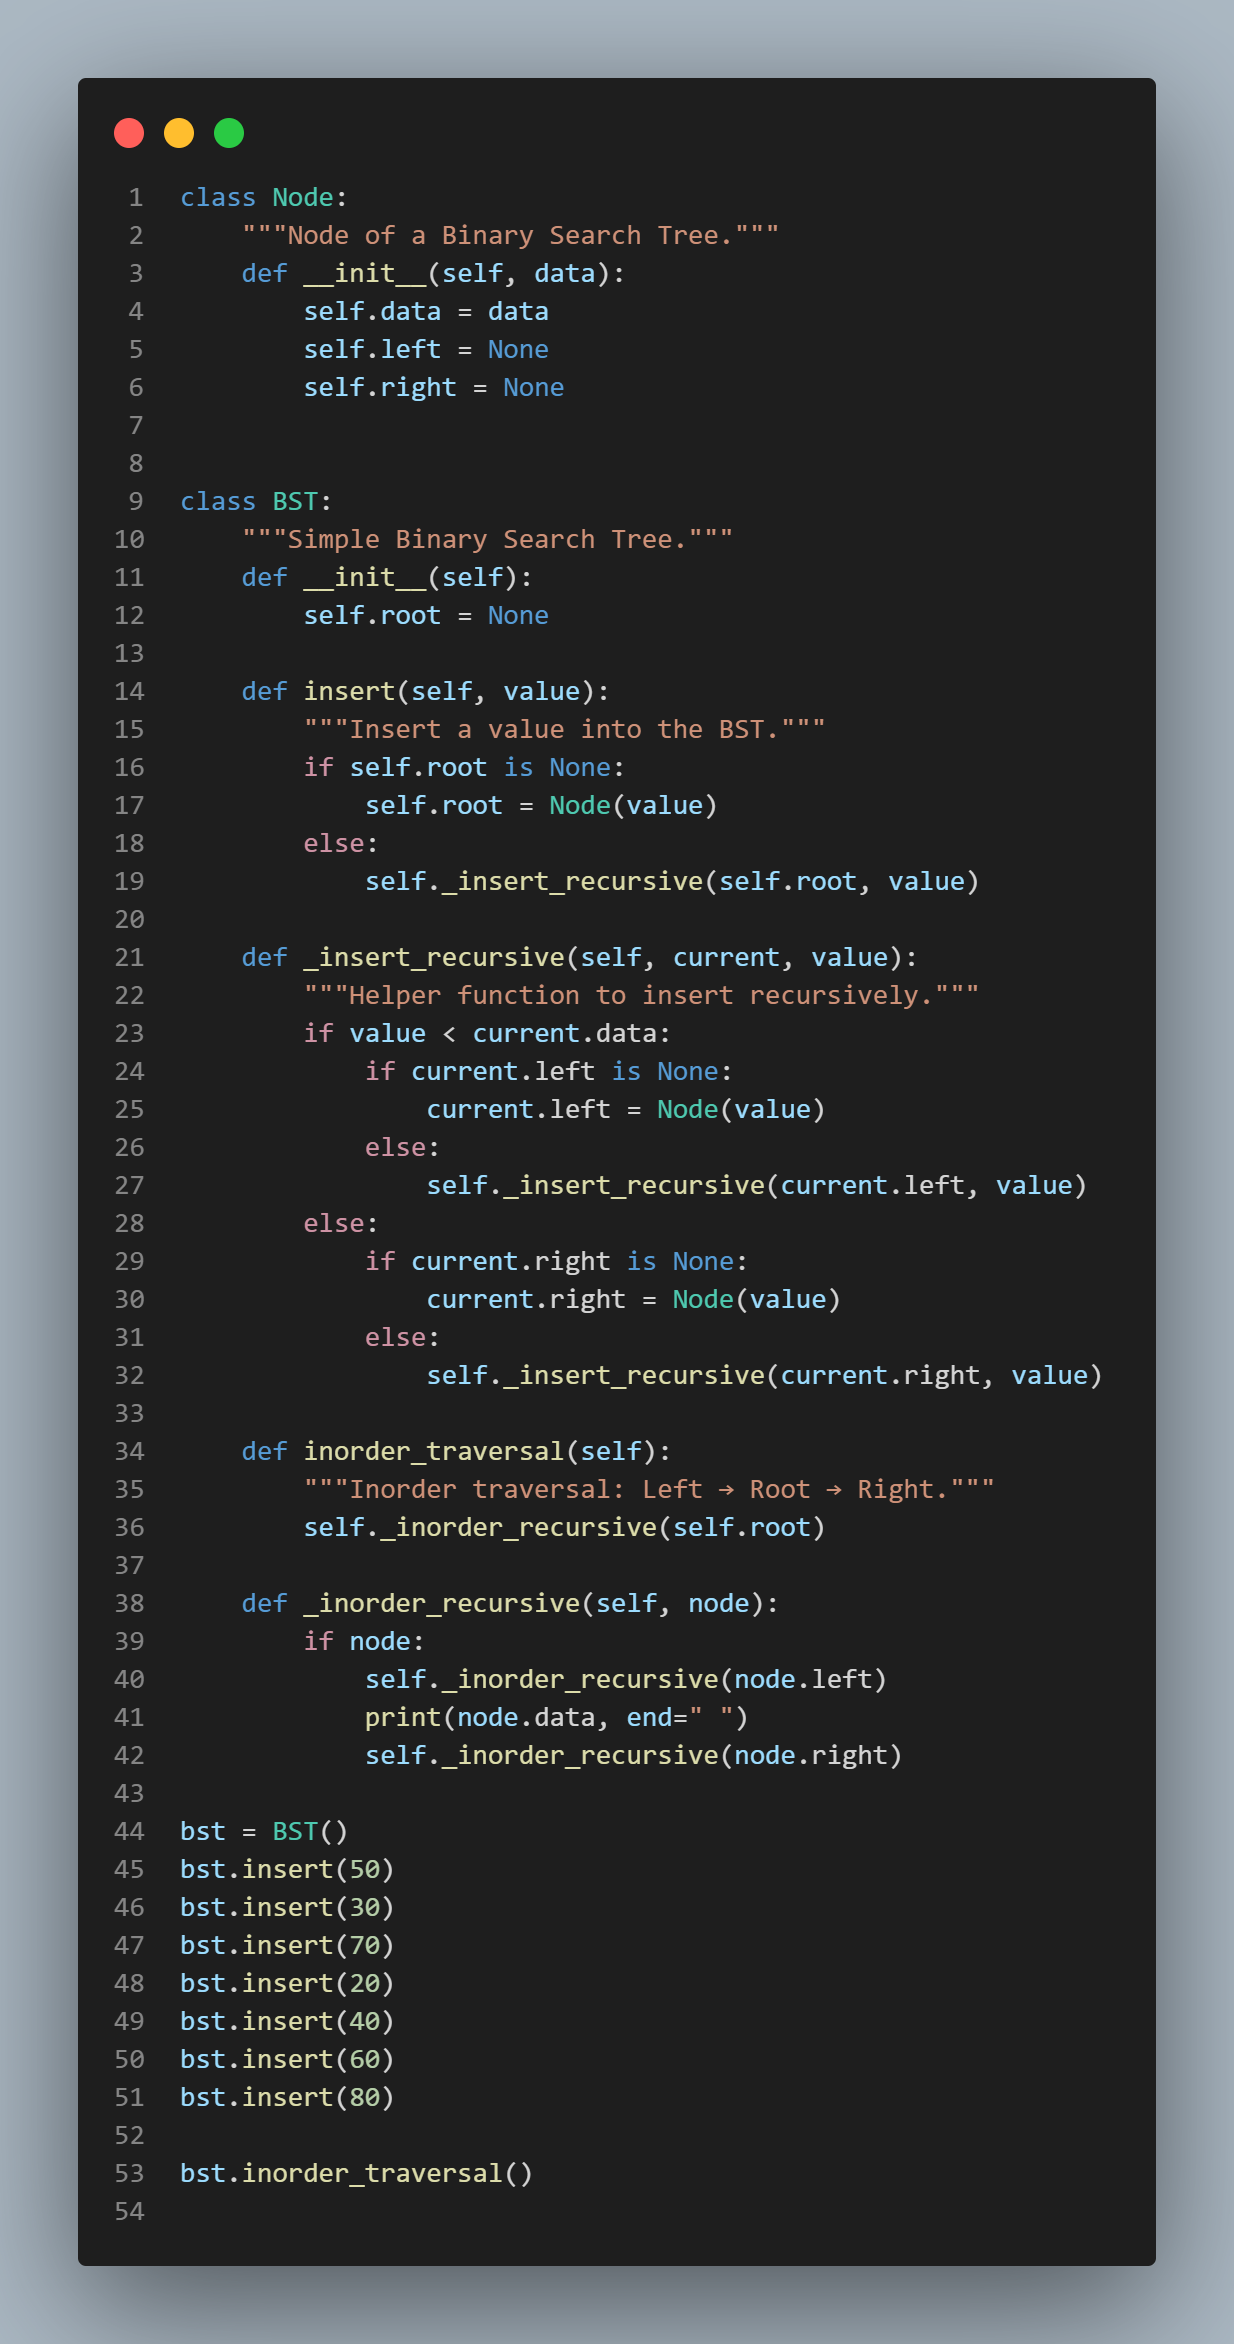 1 class Node:
2     """Node of a Binary Search Tree."""
3     def __init__(self, data):
4         self.data = data
5         self.left = None
6         self.right = None
7
8
9 class BST:
10     """Simple Binary Search Tree."""
11     def __init__(self):
12         self.root = None
13
14     def insert(self, value):
15         """Insert a value into the BST."""
16         if self.root is None:
17             self.root = Node(value)
18         else:
19             self._insert_recursive(self.root, value)
20
21     def _insert_recursive(self, current, value):
22         """Helper function to insert recursively."""
23         if value < current.data:
24             if current.left is None:
25                 current.left = Node(value)
26             else:
27                 self._insert_recursive(current.left, value)
28         else:
29             if current.right is None:
30                 current.right = Node(value)
31             else:
32                 self._insert_recursive(current.right, value)
33
34     def inorder_traversal(self):
35         """Inorder traversal: Left → Root → Right."""
36         self._inorder_recursive(self.root)
37
38     def _inorder_recursive(self, node):
39         if node:
40             self._inorder_recursive(node.left)
41             print(node.data, end=" ")
42             self._inorder_recursive(node.right)
43
44 bst = BST()
45 bst.insert(50)
46 bst.insert(30)
47 bst.insert(70)
48 bst.insert(20)
49 bst.insert(40)
50 bst.insert(60)
51 bst.insert(80)
52
53 bst.inorder_traversal()
54